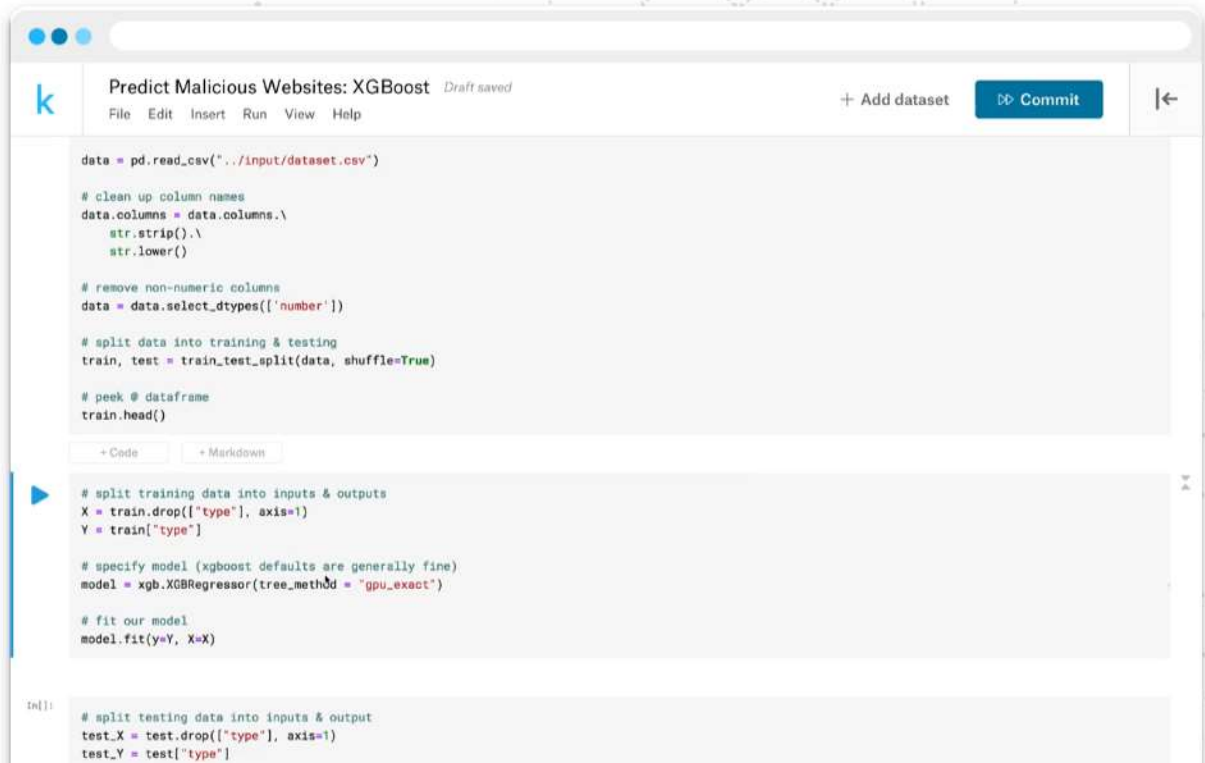 k
Predict Malicious Websites: XGBoost Draft saved
File Edit Insert Run View Help
+ Add dataset
Commit
data = pd.read_csv("../input/dataset.csv")
# clean up column names
data.columns = data.columns.\
    str.strip().\
    str.lower()
# remove non-numeric columns
data = data.select_dtypes(['number'])
# split data into training & testing
train, test = train_test_split(data, shuffle=True)
# peek @ dataframe
train.head()
+ Code + Markdown
# split training data into inputs & outputs
X = train.drop(["type"], axis=1)
Y = train["type"]
# specify model (xgboost defaults are generally fine)
model = xgb.XGBRegressor(tree_method = "gpu_exact")
# fit our model
model.fit(y=Y, X=X)
In[]:
# split testing data into inputs & output
test_X = test.drop(["type"], axis=1)
test_Y = test["type"]